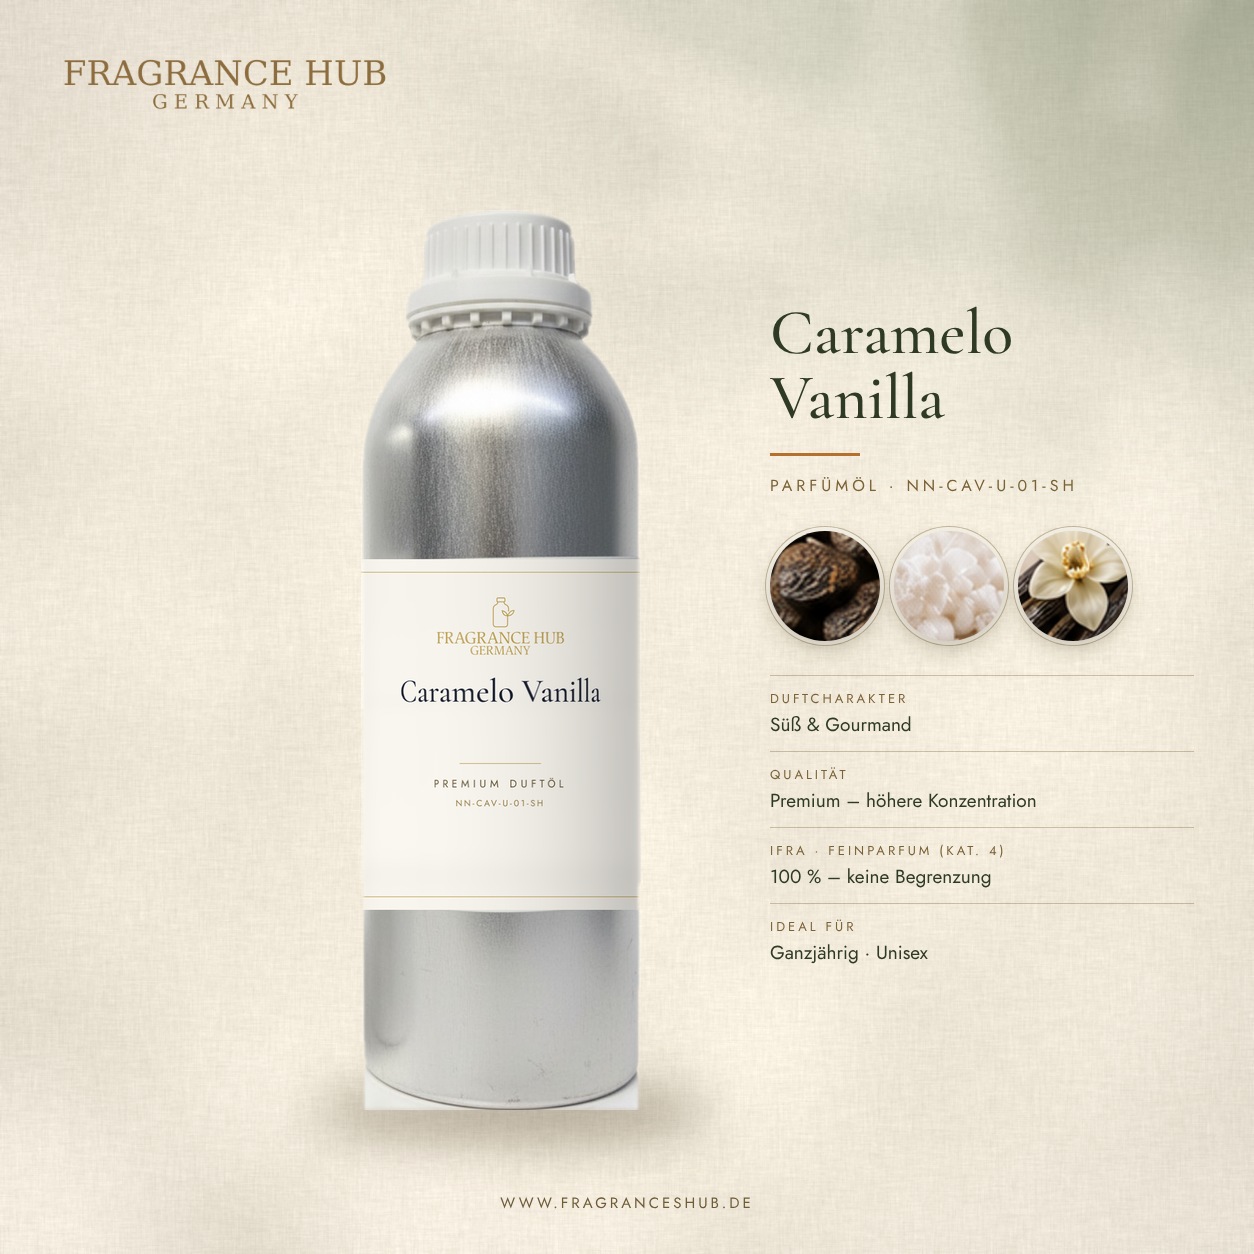 FRAGRANCE HUB
GERMANY
Caramelo
Vanilla
PARFÜMÖL · NN-CAV-U-01-SH
FRAGRANCE HUB
GERMANY
Caramelo Vanilla
PREMIUM DUFTÖL
NN-CAV-U-01-SH
DUFTCHARAKTER
Süß & Gourmand
QUALITÄT
Premium – höhere Konzentration
IFRA · FEINPARFUM (KAT. 4)
100 % – keine Begrenzung
IDEAL FÜR
Ganzjährig · Unisex
WWW.FRAGRANCESHUB.DE